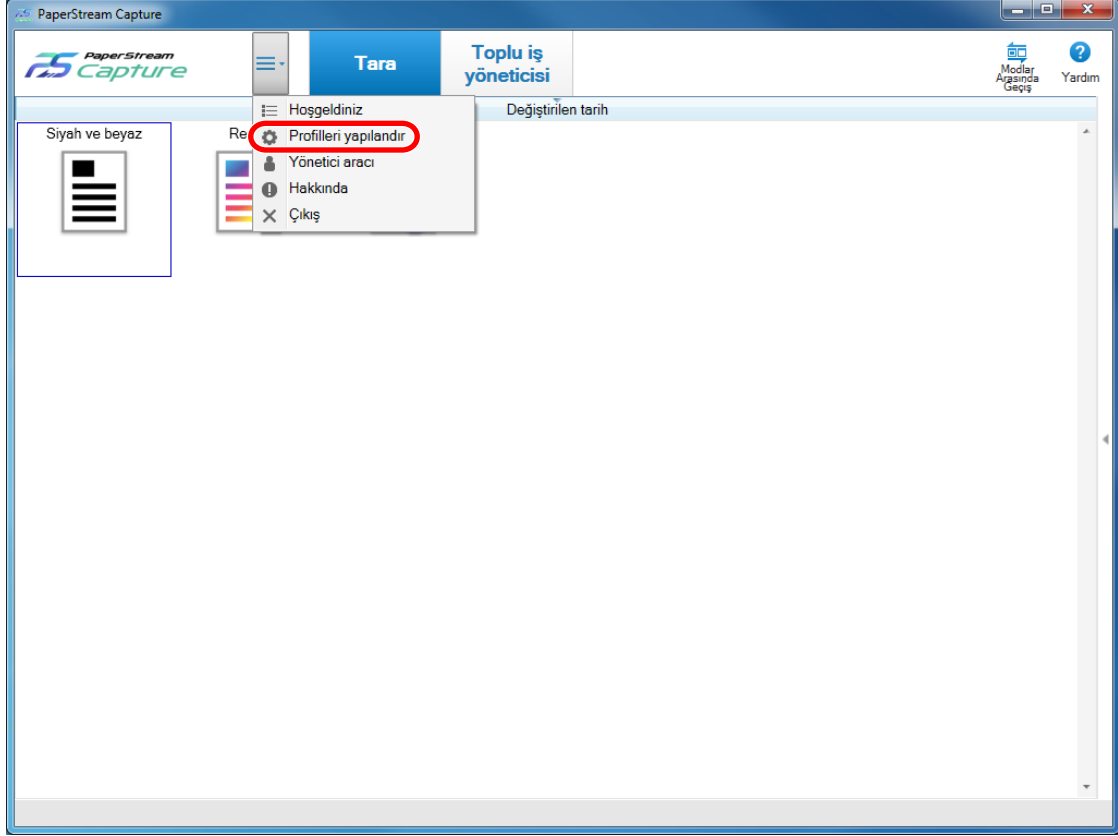 PaperStream Capture
PaperStream
Capture
Tara
Toplu iş
yöneticisi
Modlar
Arasında
Geçiş
Yardım
Değiştirilen tarih
Hoşgeldiniz
Profilleri yapılandır
Yönetici aracı
Hakkında
Çıkış
Siyah ve beyaz
Re